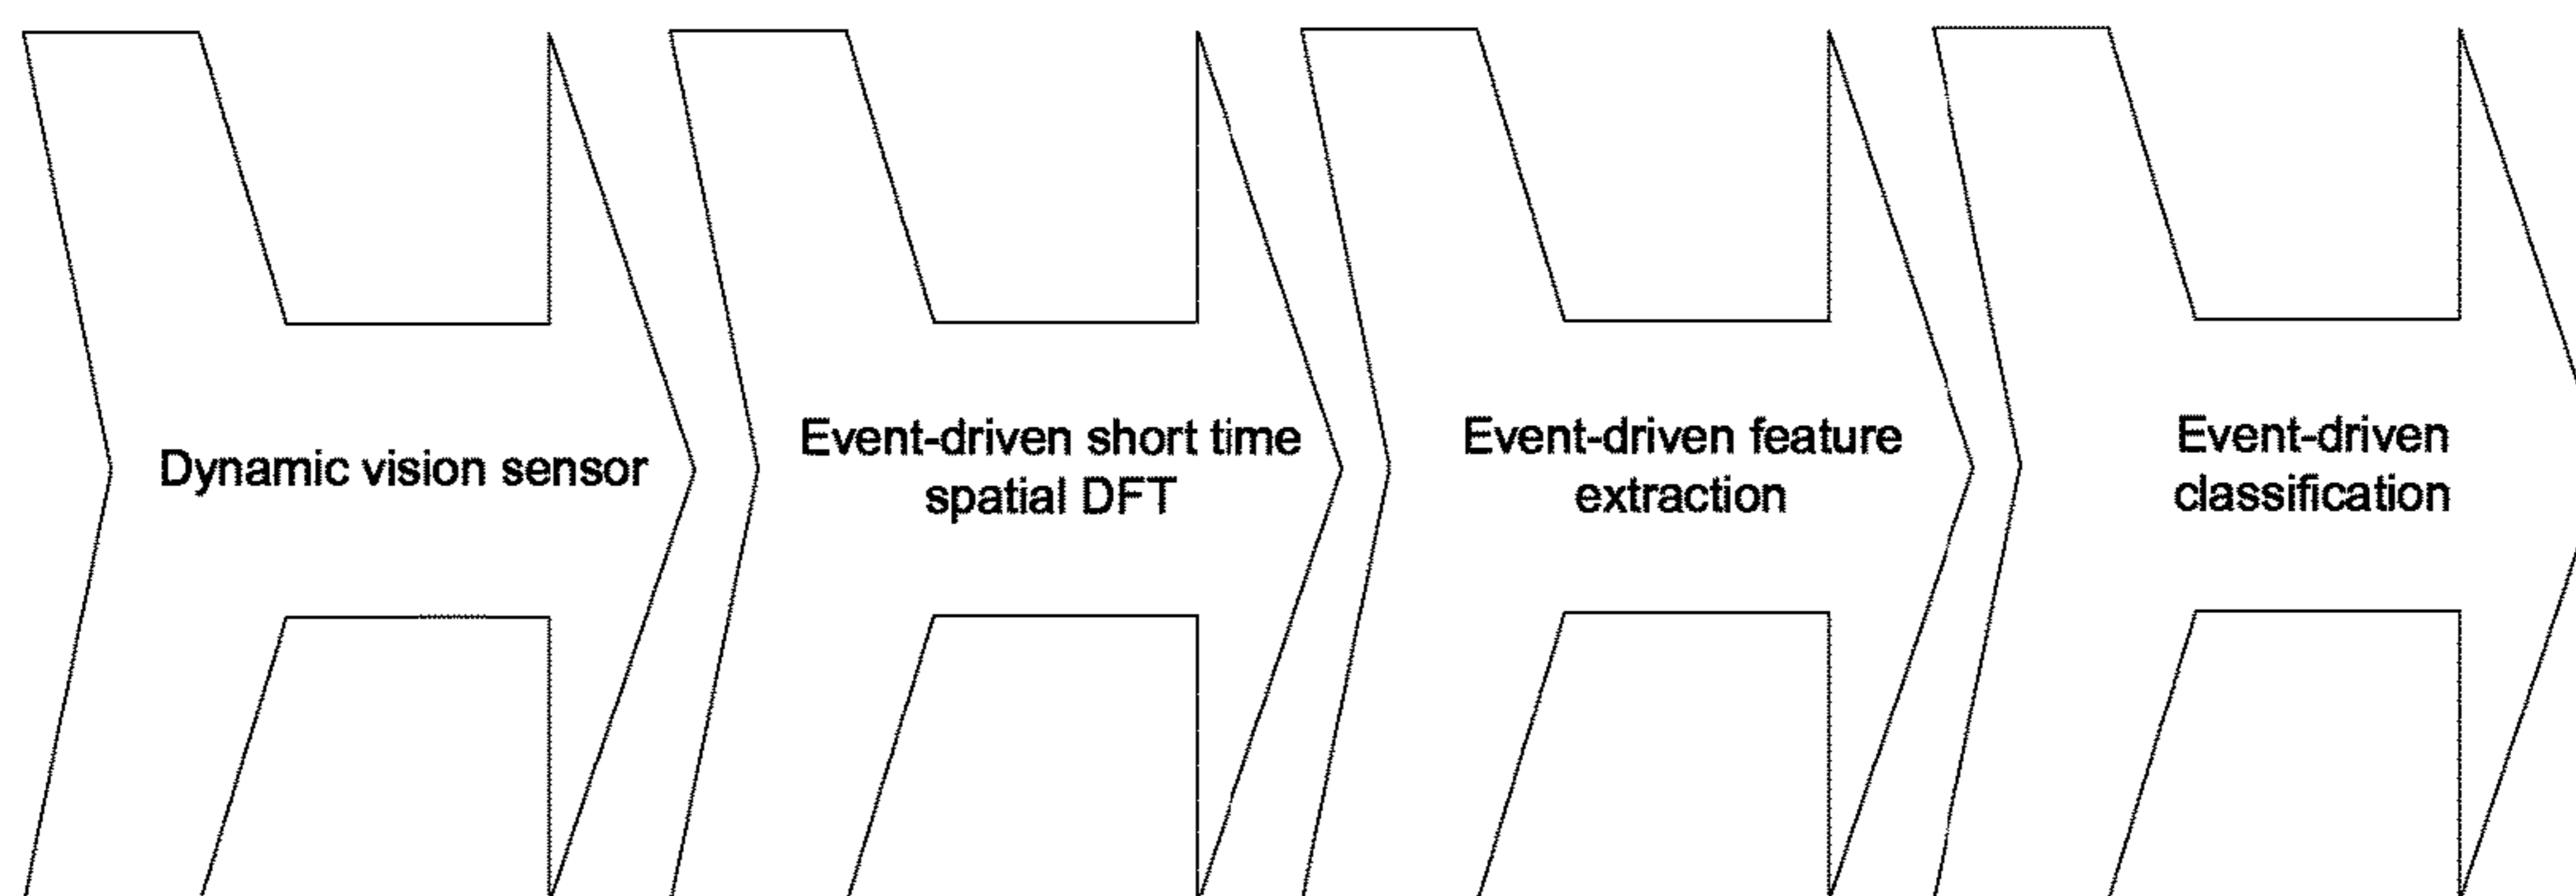 Dynamic vision sensor
Event-driven short time
spatial DFT
Event-driven feature
extraction
Event-driven
classification